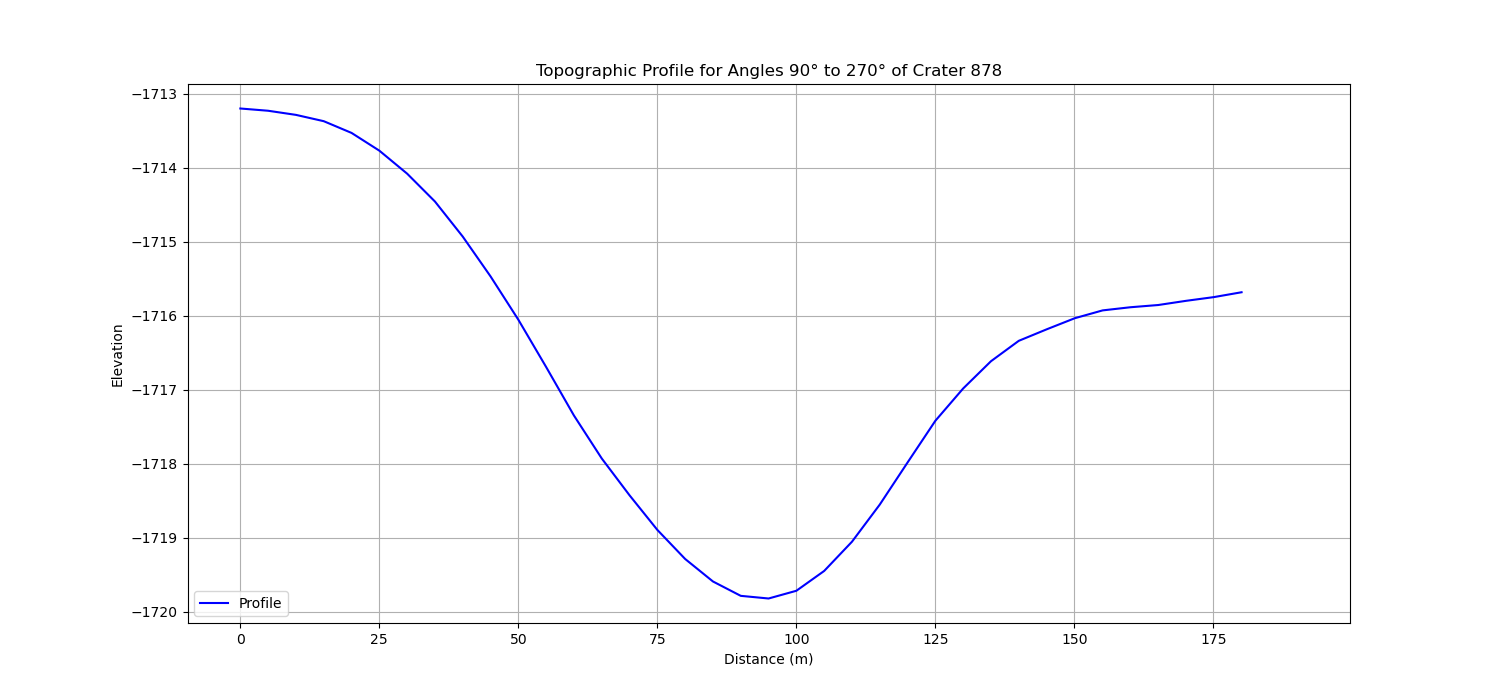 Topographic Profile for Angles 90° to 270° of Crater 878
−1713
−1714
−1715
−1716
−1717
−1718
−1719
−1720
Elevation
Profile
0 25 50 75 100 125 150 175
Distance (m)